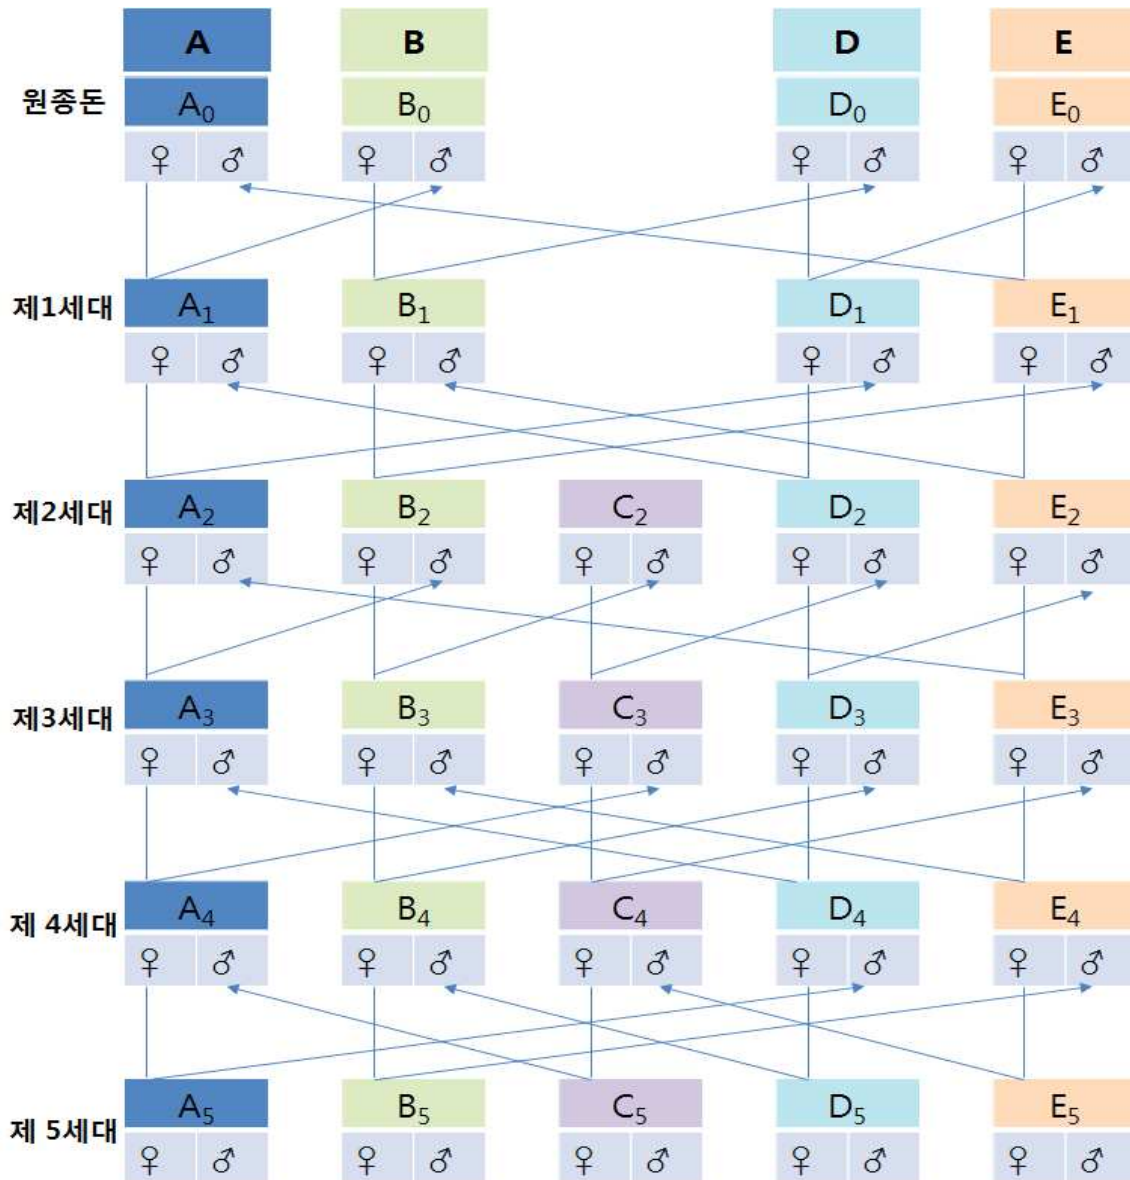 A B D E
원종돈 A₀ B₀ D₀ E₀
♀ ♂ ♀ ♂ ♀ ♂ ♀ ♂
제1세대 A₁ B₁ D₁ E₁
♀ ♂ ♀ ♂ ♀ ♂ ♀ ♂
제2세대 A₂ B₂ C₂ D₂ E₂
♀ ♂ ♀ ♂ ♀ ♂ ♀ ♂ ♀ ♂
제3세대 A₃ B₃ C₃ D₃ E₃
♀ ♂ ♀ ♂ ♀ ♂ ♀ ♂ ♀ ♂
제 4세대 A₄ B₄ C₄ D₄ E₄
♀ ♂ ♀ ♂ ♀ ♂ ♀ ♂ ♀ ♂
제 5세대 A₅ B₅ C₅ D₅ E₅
♀ ♂ ♀ ♂ ♀ ♂ ♀ ♂ ♀ ♂